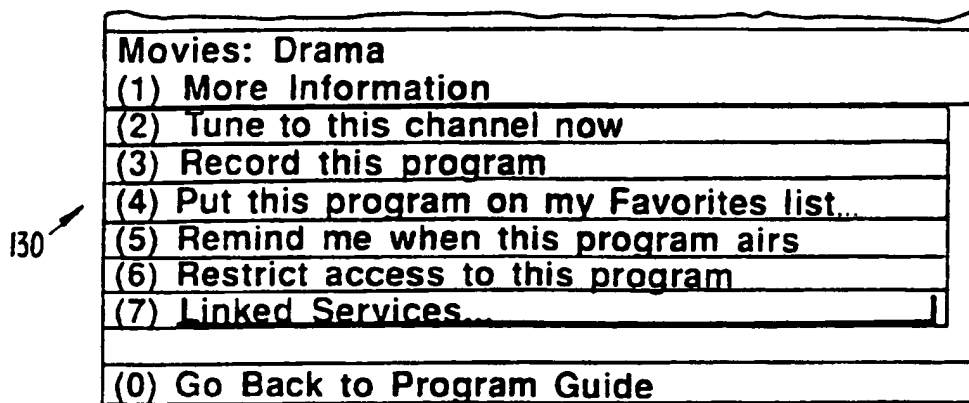 Movies: Drama
(1) More Information
(2) Tune to this channel now
(3) Record this program
(4) Put this program on my Favorites list...
130
(5) Remind me when this program airs
(6) Restrict access to this program
(7) Linked Services...
(0) Go Back to Program Guide